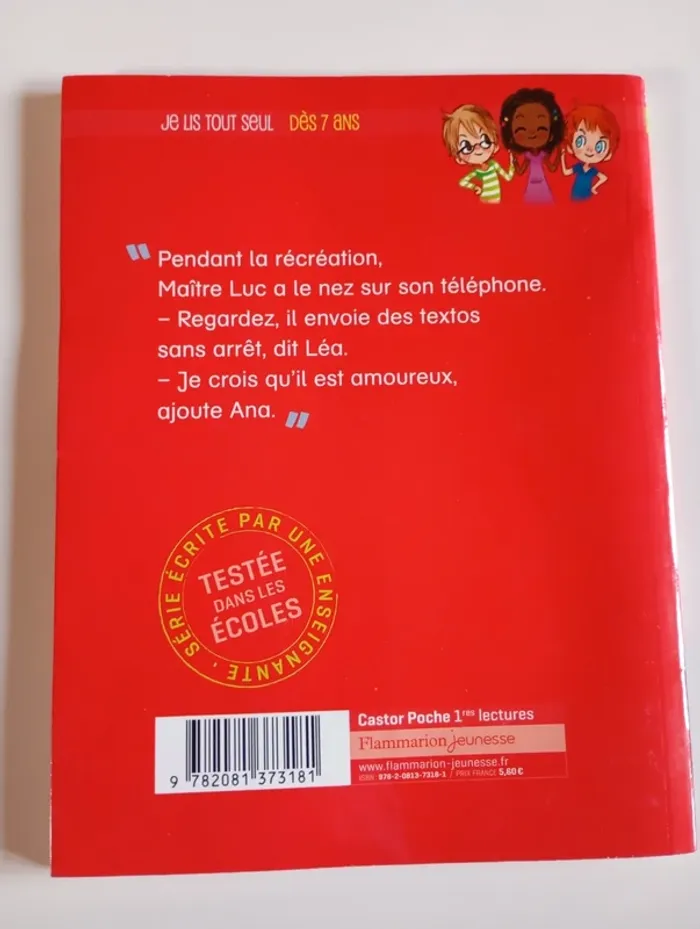 Je lis tout seul dès 7 ans
" Pendant la récréation,
Maître Luc a le nez sur son téléphone.
– Regardez, il envoie des textos
sans arrêt, dit Léa.
– Je crois qu'il est amoureux,
ajoute Ana. "
SÉRIE ÉCRITE PAR UNE ENSEIGNANTE ·
TESTÉE
DANS LES
ÉCOLES
Castor Poche 1res lectures
Flammarion jeunesse
www.flammarion-jeunesse.fr
ISBN 978-2-0813-7318-1 / PRIX FRANCE 5,60 €
9 782081 373181